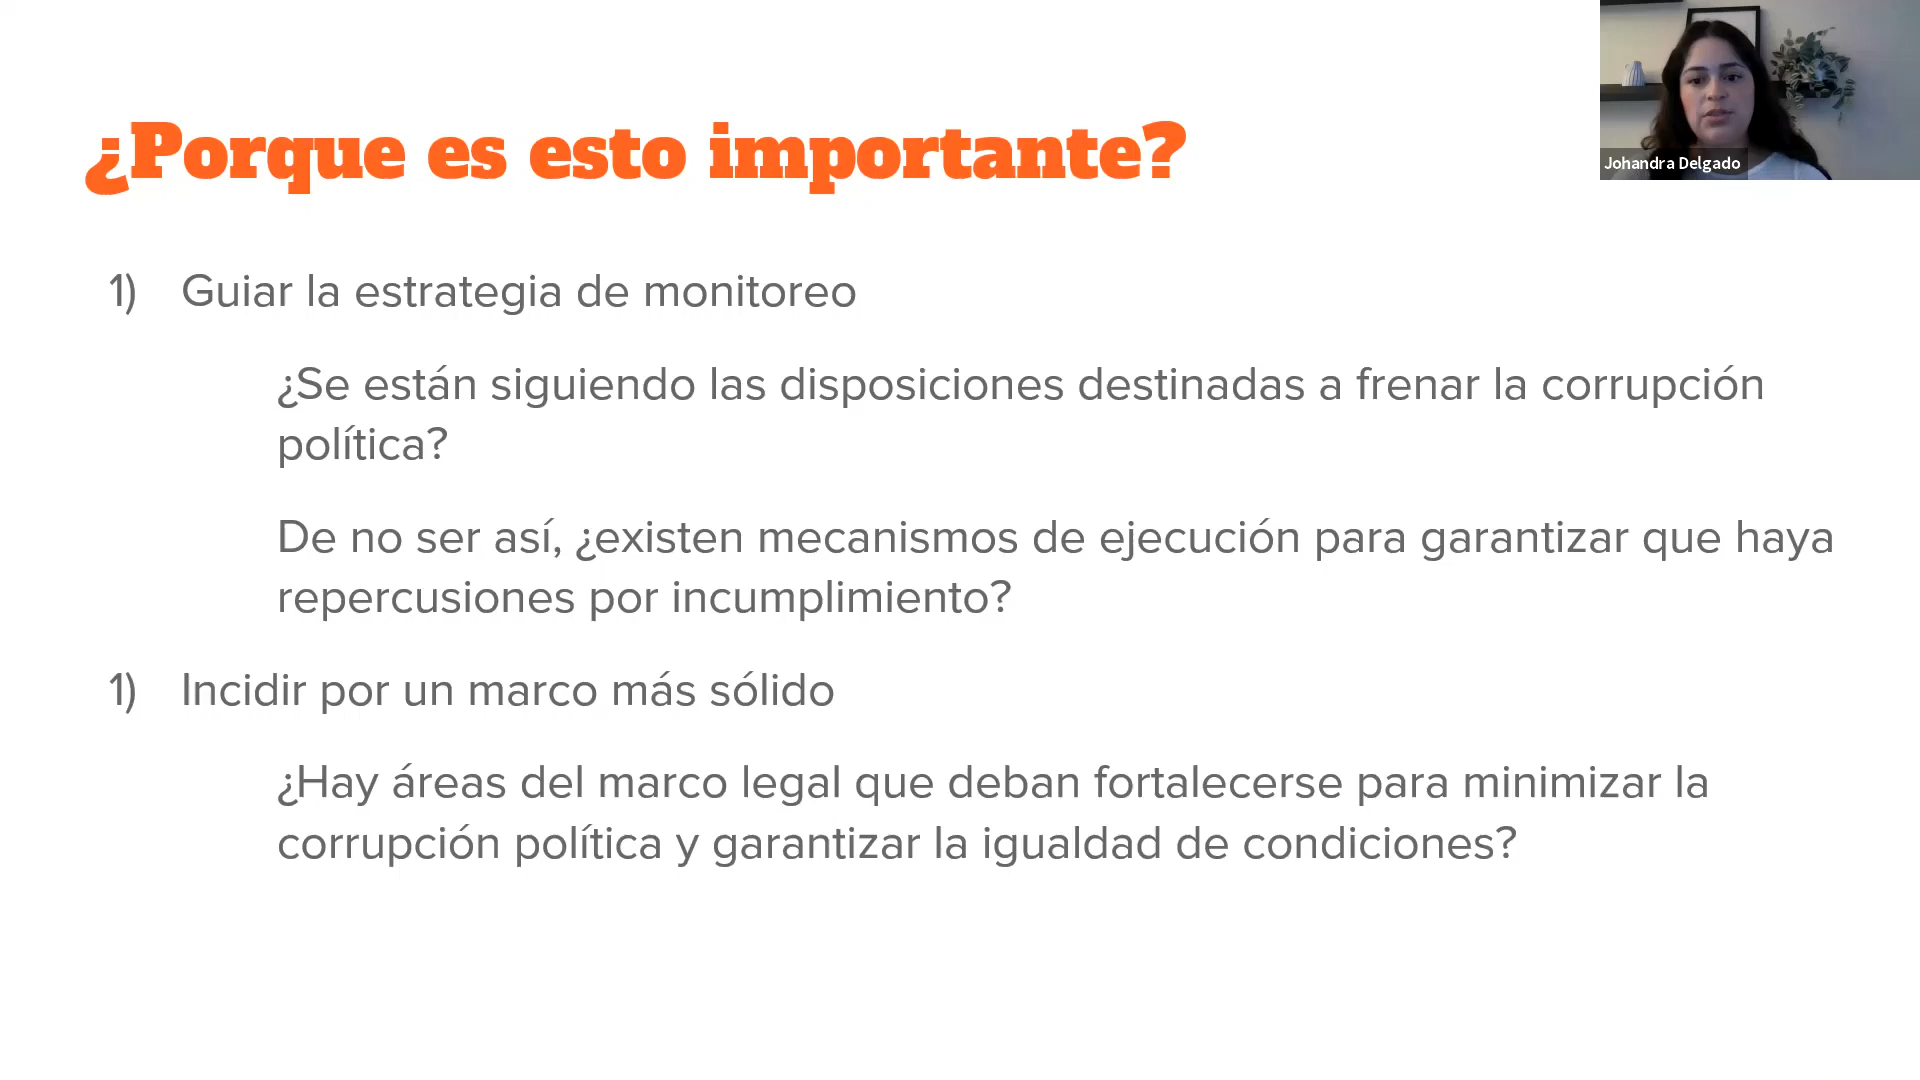 ¿Porque es esto importante?
Johandra Delgado
1) Guiar la estrategia de monitoreo
¿Se están siguiendo las disposiciones destinadas a frenar la corrupción
política?
De no ser así, ¿existen mecanismos de ejecución para garantizar que haya
repercusiones por incumplimiento?
1) Incidir por un marco más sólido
¿Hay áreas del marco legal que deban fortalecerse para minimizar la
corrupción política y garantizar la igualdad de condiciones?